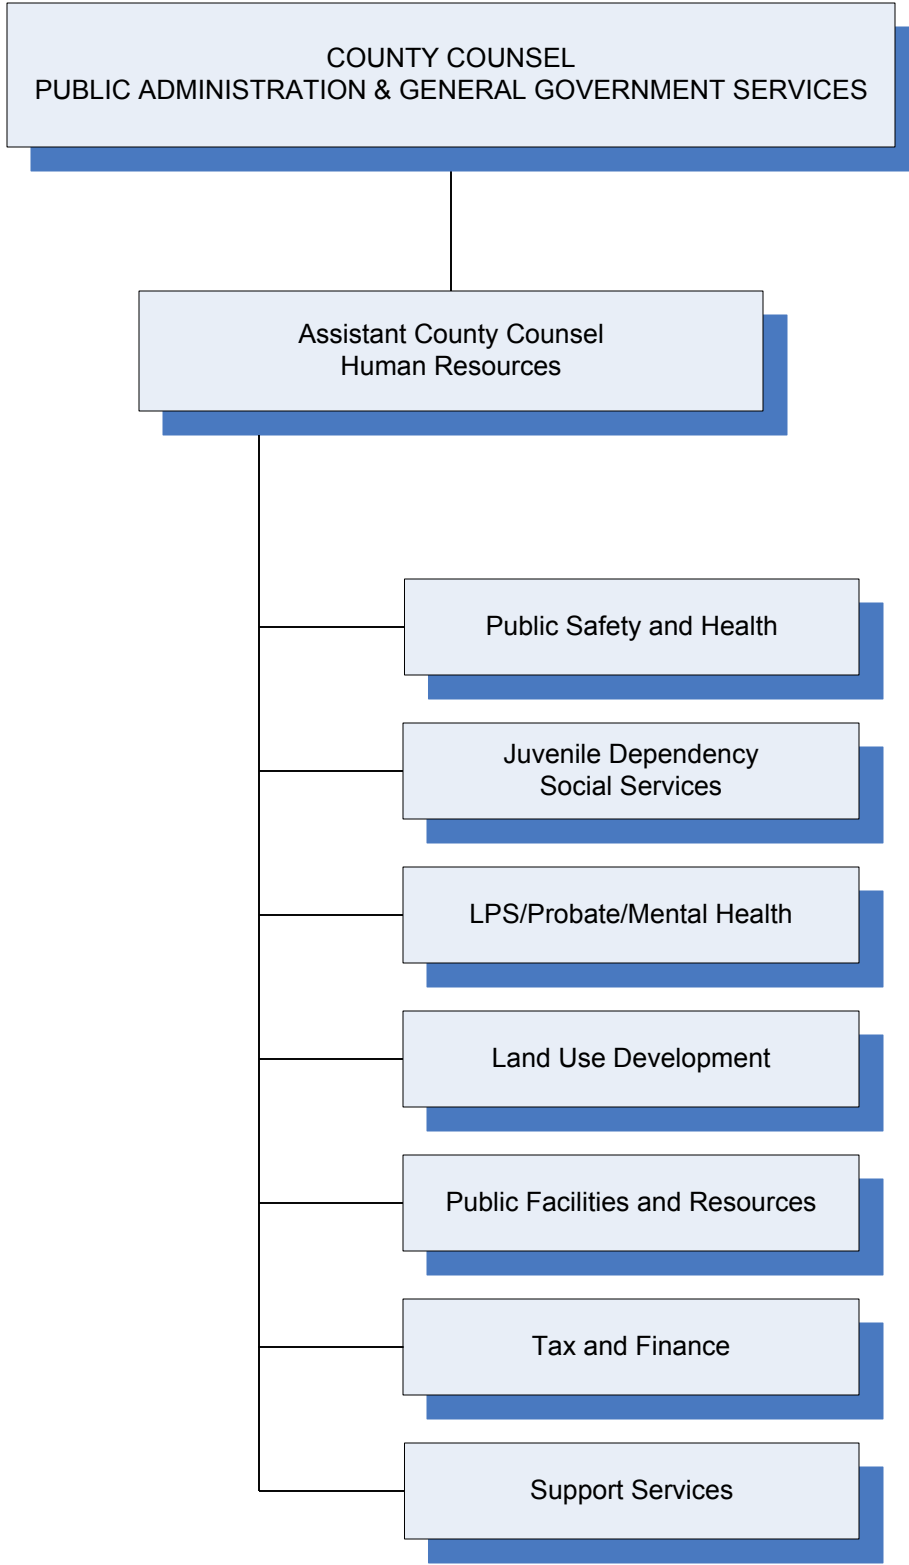 COUNTY COUNSEL
PUBLIC ADMINISTRATION & GENERAL GOVERNMENT SERVICES
Assistant County Counsel
Human Resources
Public Safety and Health
Juvenile Dependency
Social Services
LPS/Probate/Mental Health
Land Use Development
Public Facilities and Resources
Tax and Finance
Support Services